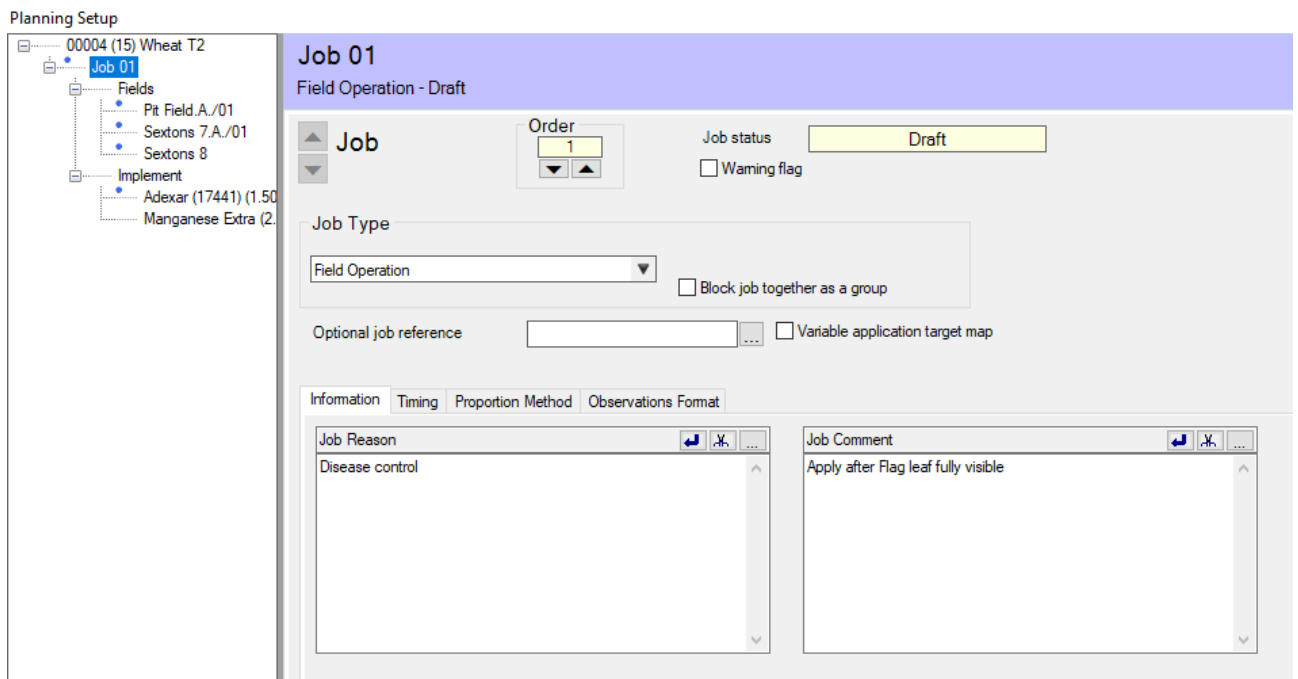 Planning Setup
00004 (15) Wheat T2
Job 01
Fields
Pit Field.A./01
Sextons 7.A./01
Sextons 8
Implement
Adexar (17441) (1.50
Manganese Extra (2.
Job 01
Field Operation - Draft
Job
Order
1
Job status
Draft
Warning flag
Job Type
Field Operation
Block job together as a group
Optional job reference
...
Variable application target map
Information Timing Proportion Method Observations Format
Job Reason
...
Disease control
Job Comment
...
Apply after Flag leaf fully visible